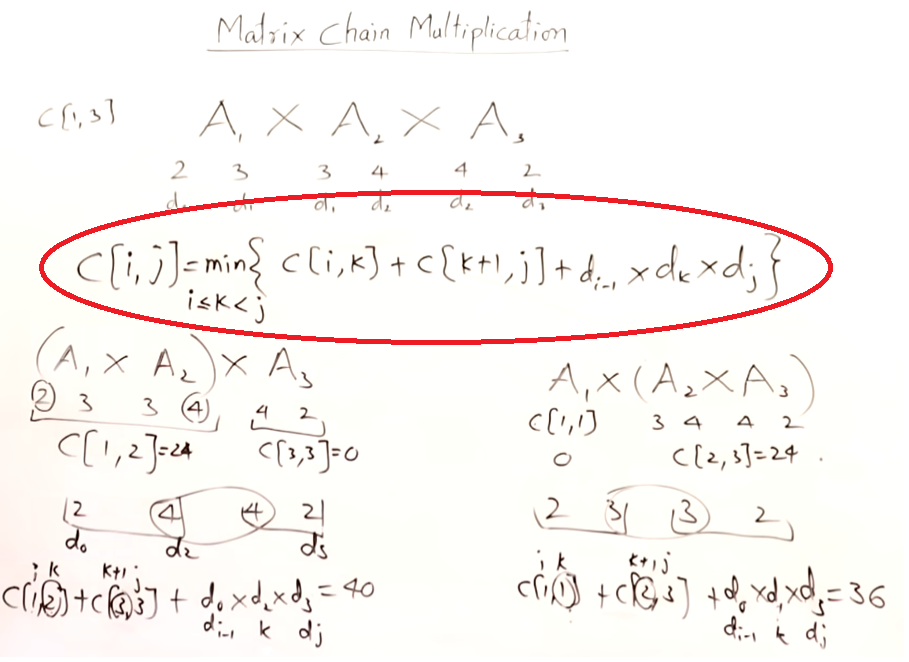 Matrix Chain Multiplication
C[1,3] A₁ × A₂ × A₃
2 3 3 4 4 2
d₁ d₁ d₂ d₂ d₃
C[i,j]=min{ C[i,k] + C[k+1,j] + dᵢ₋₁ × dₖ × dⱼ}
i≤k<j
(A₁ × A₂) × A₃
2 3 3 4 4 2
C[1,2]=24 C[3,3]=0
2 4 4 2
d₀ d₂ d₃
i k k+1 j
C[1,2] + C[3,3] + d₀ × d₂ × d₃ = 40
dᵢ₋₁ k dⱼ
A₁ × (A₂ × A₃)
C[1,1] 3 4 4 2
0 C[2,3]=24 .
2 3 3 2
i k k+1 j
C[1,1] + C[2,3] + d₀ × d₁ × d₃ = 36
dᵢ₋₁ k dⱼ